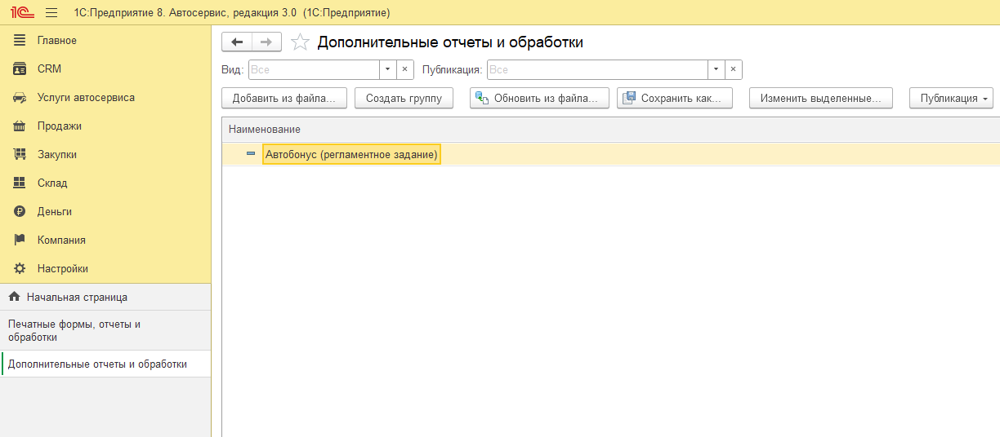 1С:Предприятие 8. Автосервис, редакция 3.0 (1С:Предприятие)
Главное
CRM
Услуги автосервиса
Продажи
Закупки
Склад
Деньги
Компания
Настройки
Начальная страница
Печатные формы, отчеты и
обработки
Дополнительные отчеты и обработки
Дополнительные отчеты и обработки
Вид: Все Публикация: Все
Добавить из файла... Создать группу Обновить из файла... Сохранить как... Изменить выделенные... Публикация
Наименование
Автобонус (регламентное задание)